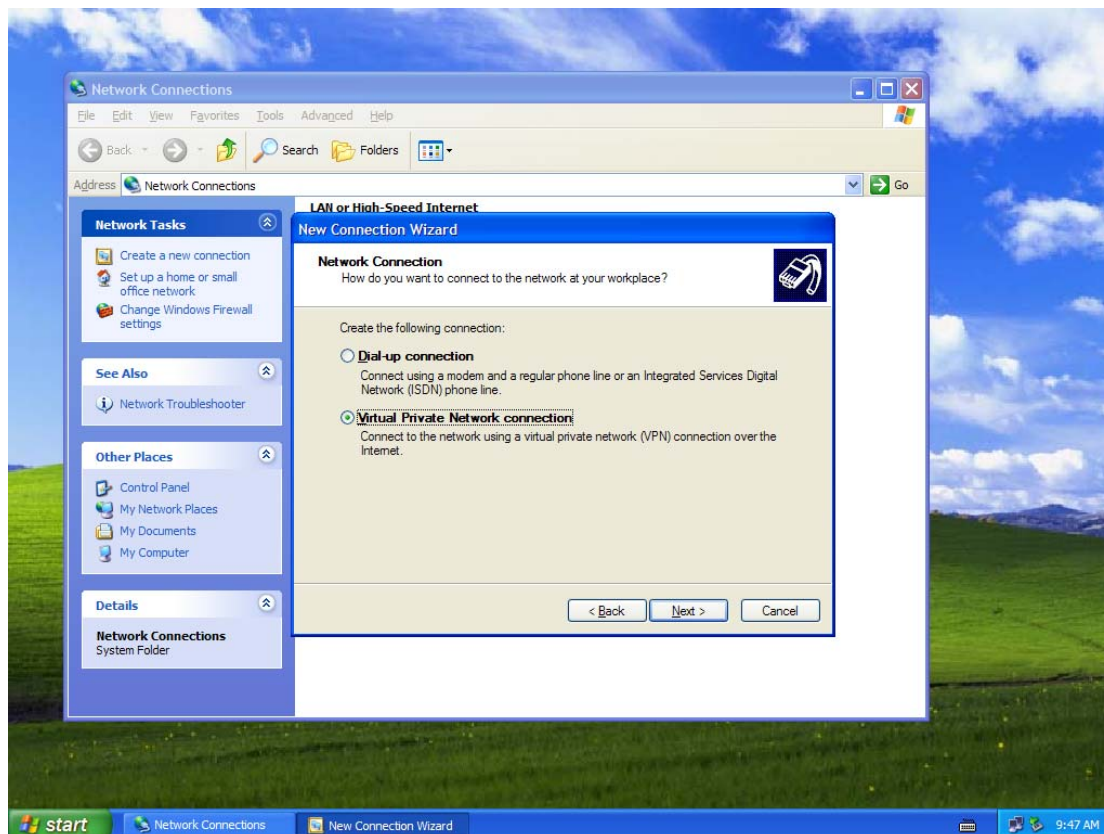 Network Connections
File Edit View Favorites Tools Advanced Help
Back Search Folders
Address Network Connections Go
LAN or High-Speed Internet
Network Tasks
Create a new connection
Set up a home or small
office network
Change Windows Firewall
settings
See Also
Network Troubleshooter
Other Places
Control Panel
My Network Places
My Documents
My Computer
Details
Network Connections
System Folder
New Connection Wizard
Network Connection
How do you want to connect to the network at your workplace?
Create the following connection:
Dial-up connection
Connect using a modem and a regular phone line or an Integrated Services Digital
Network (ISDN) phone line.
Virtual Private Network connection
Connect to the network using a virtual private network (VPN) connection over the
Internet.
< Back Next > Cancel
start Network Connections New Connection Wizard 9:47 AM